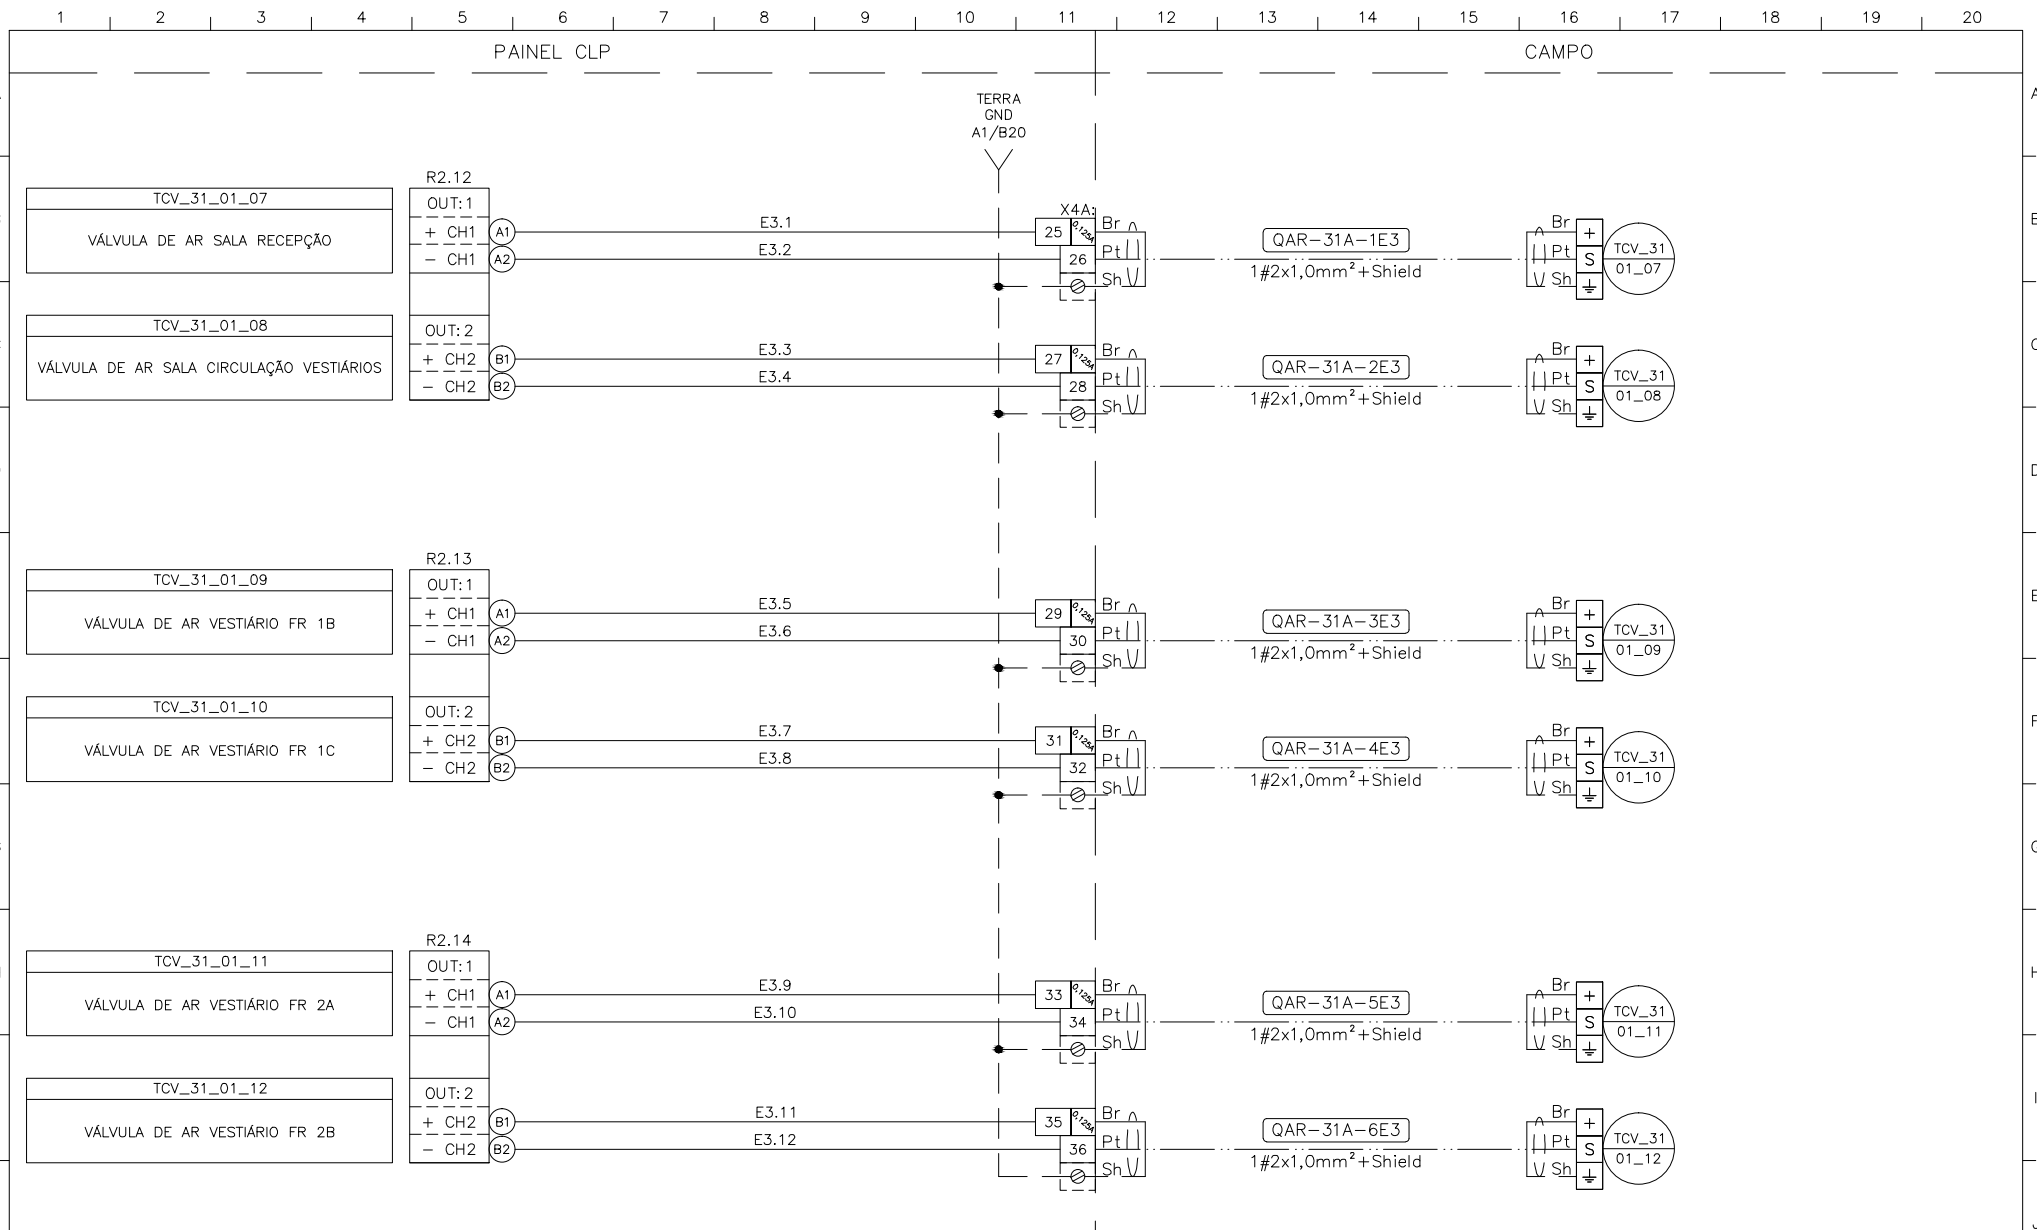 1 2 3 4 5 6 7 8 9 10 11 12 13 14 15 16 17 18 19 20
PAINEL CLP CAMPO
TERRA
GND
A1/B20
A
B
C
D
E
F
G
H
I
R2.12
X4A:
TCV_31_01_07
VÁLVULA DE AR SALA RECEPÇÃO
OUT:1
+ CH1 A1 E3.1 25 0,125A Br
- CH1 A2 E3.2 26 Pt
Sh
QAR-31A-1E3
1#2x1,0mm²+Shield
Br +
Pt S
Sh
TCV_31
01_07
TCV_31_01_08
VÁLVULA DE AR SALA CIRCULAÇÃO VESTIÁRIOS
OUT:2
+ CH2 B1 E3.3 27 0,125A Br
- CH2 B2 E3.4 28 Pt
Sh
QAR-31A-2E3
1#2x1,0mm²+Shield
Br +
Pt S
Sh
TCV_31
01_08
R2.13
TCV_31_01_09
VÁLVULA DE AR VESTIÁRIO FR 1B
OUT:1
+ CH1 A1 E3.5 29 0,125A Br
- CH1 A2 E3.6 30 Pt
Sh
QAR-31A-3E3
1#2x1,0mm²+Shield
Br +
Pt S
Sh
TCV_31
01_09
TCV_31_01_10
VÁLVULA DE AR VESTIÁRIO FR 1C
OUT:2
+ CH2 B1 E3.7 31 0,125A Br
- CH2 B2 E3.8 32 Pt
Sh
QAR-31A-4E3
1#2x1,0mm²+Shield
Br +
Pt S
Sh
TCV_31
01_10
R2.14
TCV_31_01_11
VÁLVULA DE AR VESTIÁRIO FR 2A
OUT:1
+ CH1 A1 E3.9 33 0,125A Br
- CH1 A2 E3.10 34 Pt
Sh
QAR-31A-5E3
1#2x1,0mm²+Shield
Br +
Pt S
Sh
TCV_31
01_11
TCV_31_01_12
VÁLVULA DE AR VESTIÁRIO FR 2B
OUT:2
+ CH2 B1 E3.11 35 0,125A Br
- CH2 B2 E3.12 36 Pt
Sh
QAR-31A-6E3
1#2x1,0mm²+Shield
Br +
Pt S
Sh
TCV_31
01_12